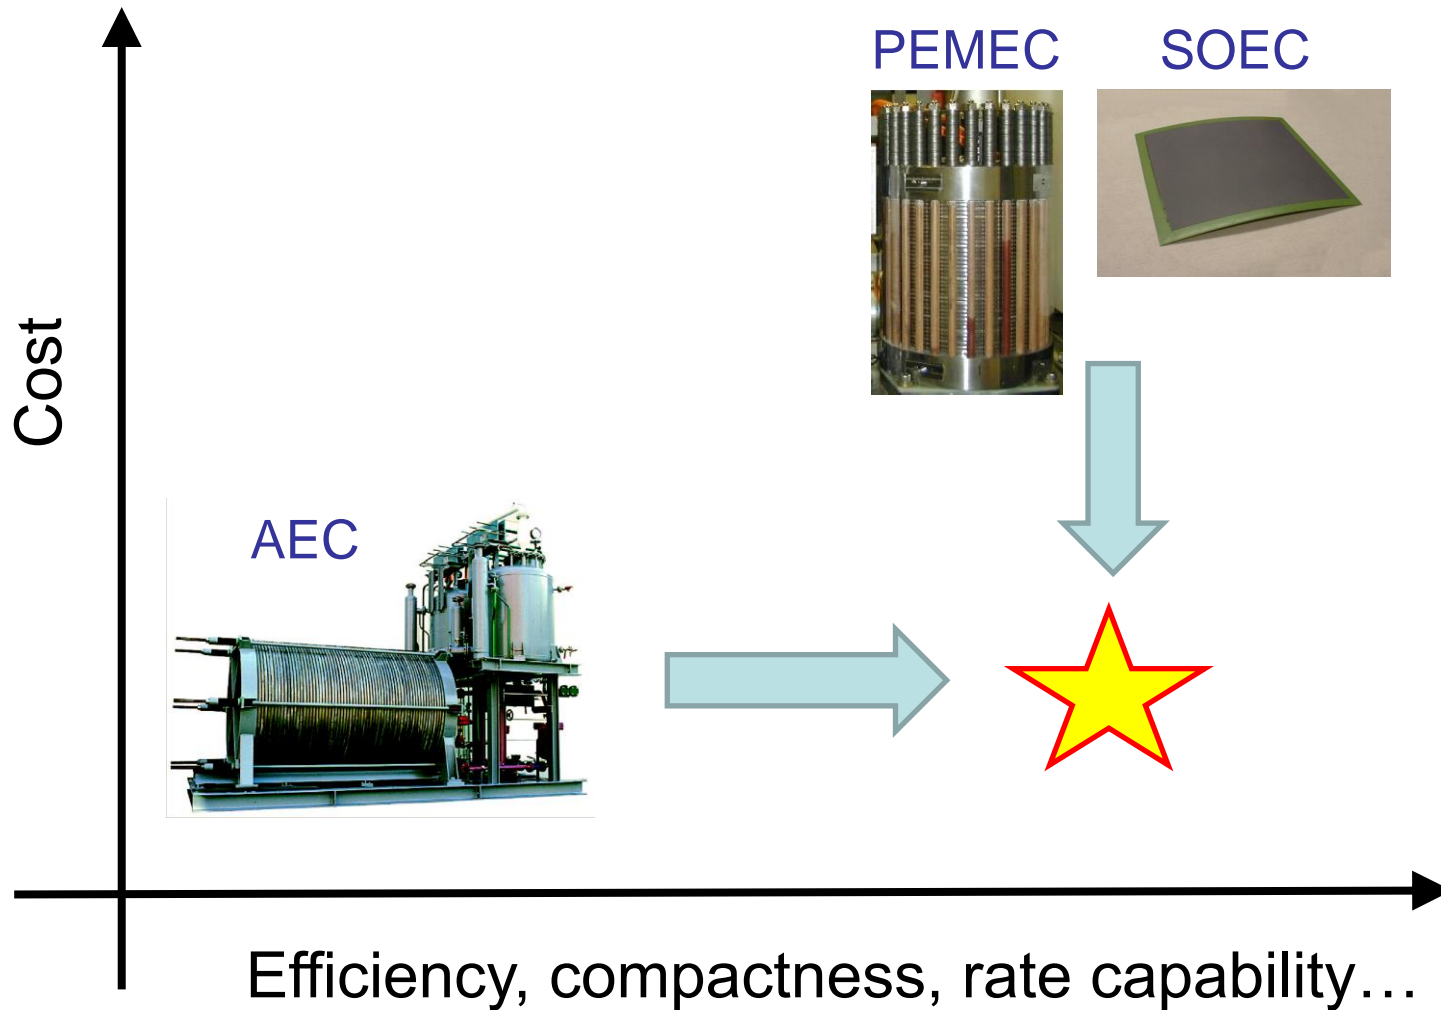 PEMEC
SOEC
Cost
AEC
Efficiency, compactness, rate capability…